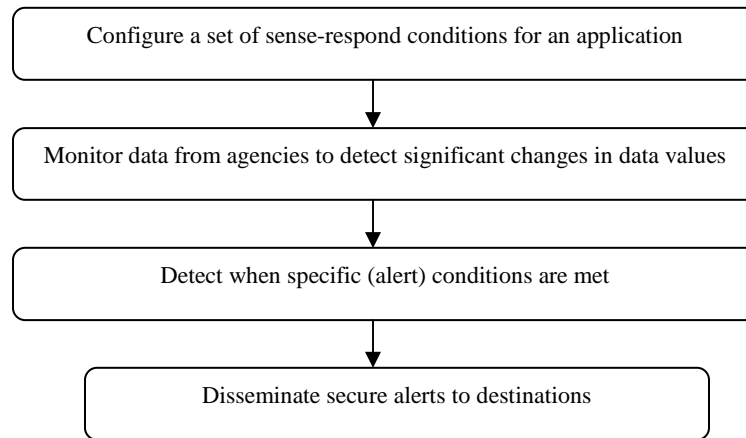 Configure a set of sense-respond conditions for an application
Monitor data from agencies to detect significant changes in data values
Detect when specific (alert) conditions are met
Disseminate secure alerts to destinations